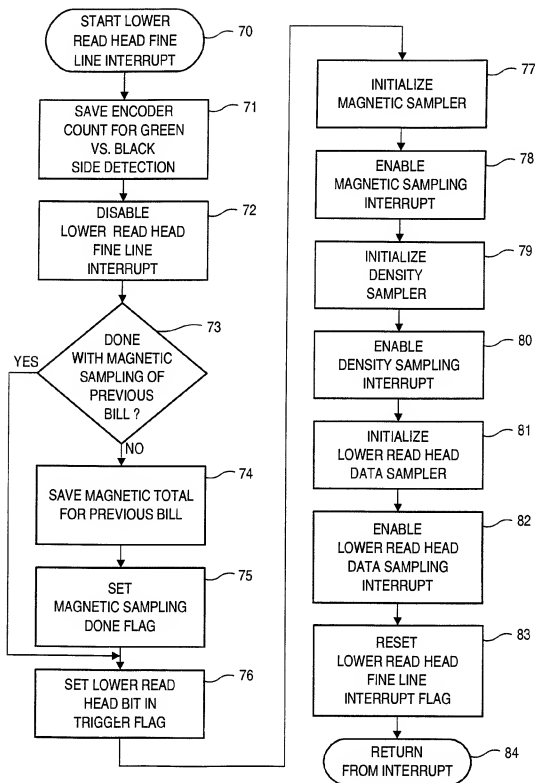 START LOWER
READ HEAD FINE
LINE INTERRUPT
70
SAVE ENCODER
COUNT FOR GREEN
VS. BLACK
SIDE DETECTION
71
DISABLE
LOWER READ HEAD
FINE LINE
INTERRUPT
72
DONE
WITH MAGNETIC
SAMPLING OF
PREVIOUS
BILL ?
73
YES
NO
SAVE MAGNETIC TOTAL
FOR PREVIOUS BILL
74
SET
MAGNETIC SAMPLING
DONE FLAG
75
SET LOWER READ
HEAD BIT IN
TRIGGER FLAG
76
INITIALIZE
MAGNETIC SAMPLER
77
ENABLE
MAGNETIC SAMPLING
INTERRUPT
78
INITIALIZE
DENSITY
SAMPLER
79
ENABLE
DENSITY SAMPLING
INTERRUPT
80
INITIALIZE
LOWER READ HEAD
DATA SAMPLER
81
ENABLE
LOWER READ HEAD
DATA SAMPLING
INTERRUPT
82
RESET
LOWER READ HEAD
FINE LINE
INTERRUPT FLAG
83
RETURN
FROM INTERRUPT
84